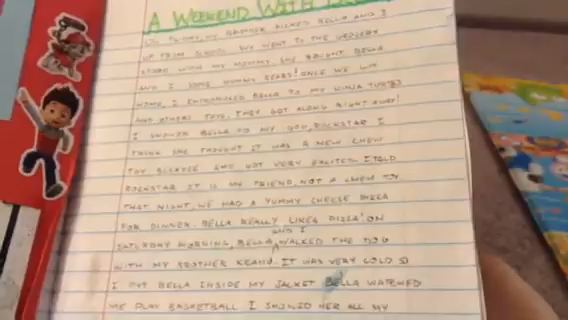 A WEEKEND WITH
ON FRIDAY, MY BROTHER PICKED BELLA AND I
UP FROM SCHOOL. WE WENT TO THE GROCERY
STORE WITH MY MOMMY. SHE BOUGHT BELLA
AND I SOME YUMMY PEARS! ONCE WE WE
HOME, I INTRODUCED BELLA TO MY NINJA TURTLES
AND OTHERS TOYS, THEY GOT ALONG RIGHT AWAY!
I SHOWED BELLA TO MY DOG, ROCKSTAR I
THINK SHE THOUGHT IT WAS A NEW CHEW
TOY BECAUSE SHE GOT VERY EXCITED. I TOLD
ROCKSTAR IT IS MY FRIEND, NOT A CHEW TOY.
THAT NIGHT, WE HAD A YUMMY CHEESE PIZZA
FOR DINNER. BELLA REALLY LIKES PIZZA! ON
AND I
SATURDAY MORNING, BELLA WALKED THE DOG
WITH MY BROTHER IT WAS VERY COLD SO
I PUT BELLA INSIDE MY JACKET BELLA WATCHED
ME PLAY BASKETBALL I SHOWED HER ALL MY